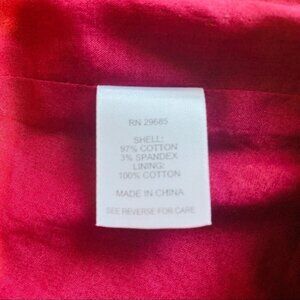 RN 29685
SHELL:
97% COTTON
3% SPANDEX
LINING:
100% COTTON
MADE IN CHINA
SEE REVERSE FOR CARE